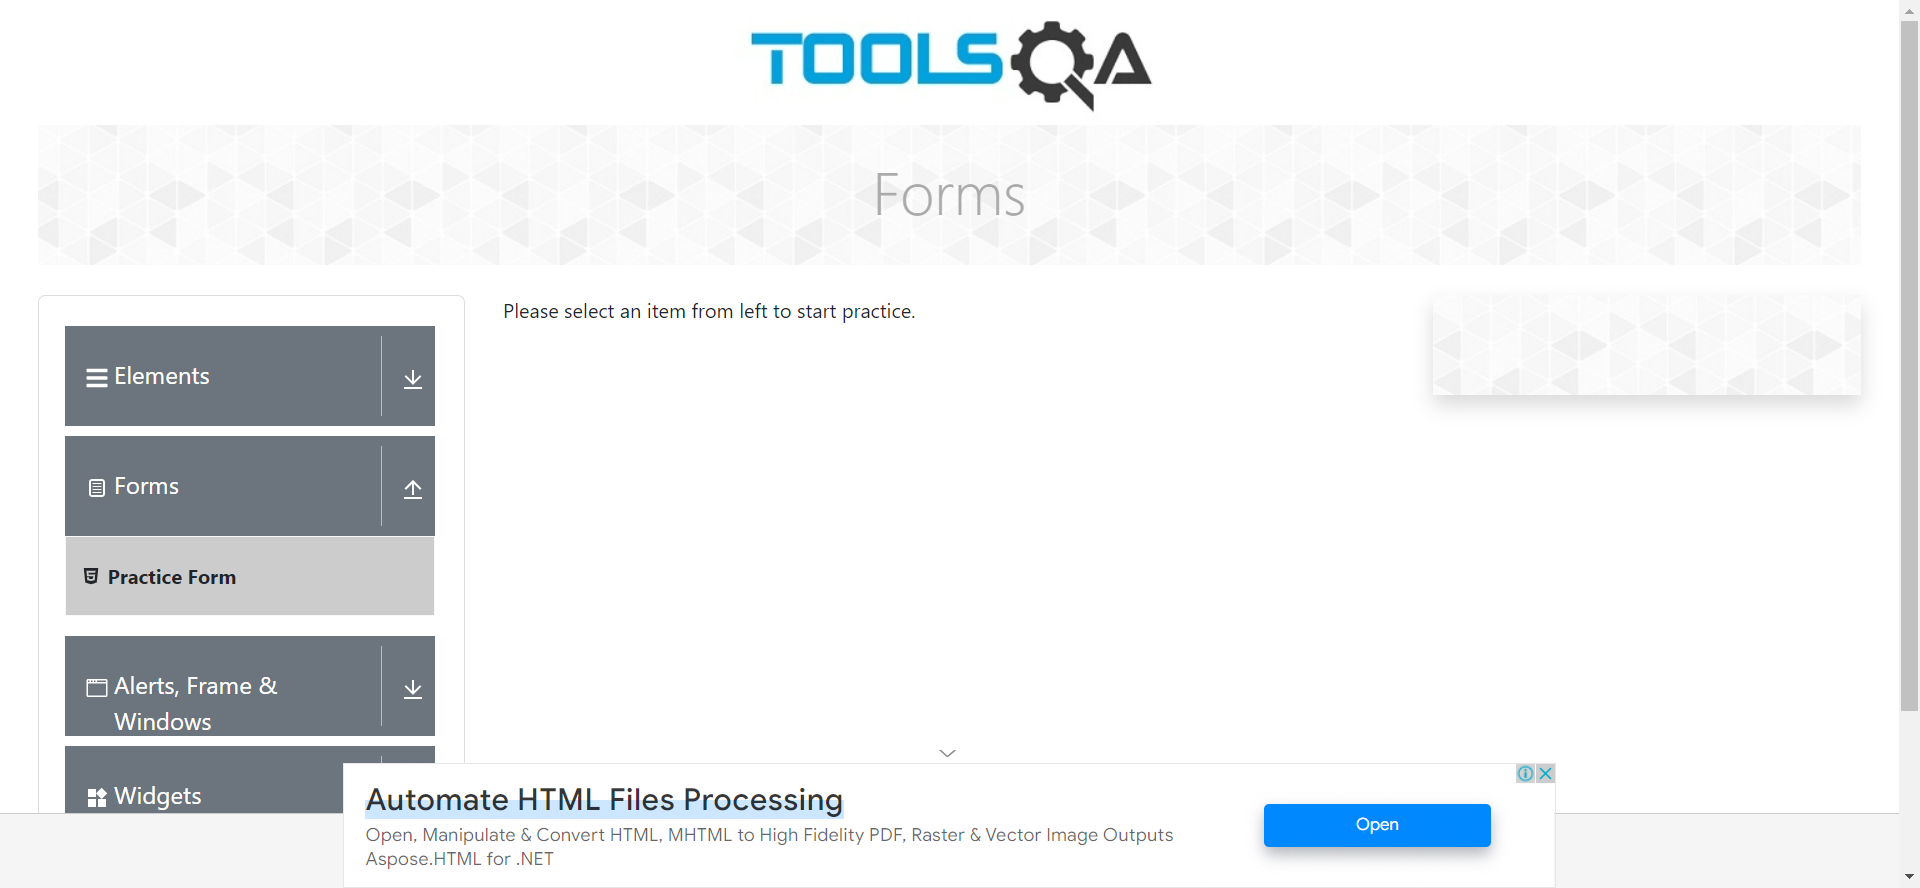 TOOLSQA
Forms
Please select an item from left to start practice.
Elements
Forms
Practice Form
Alerts, Frame &
Windows
Widgets
Automate HTML Files Processing
Open, Manipulate & Convert HTML, MHTML to High Fidelity PDF, Raster & Vector Image Outputs
Aspose.HTML for .NET
Open